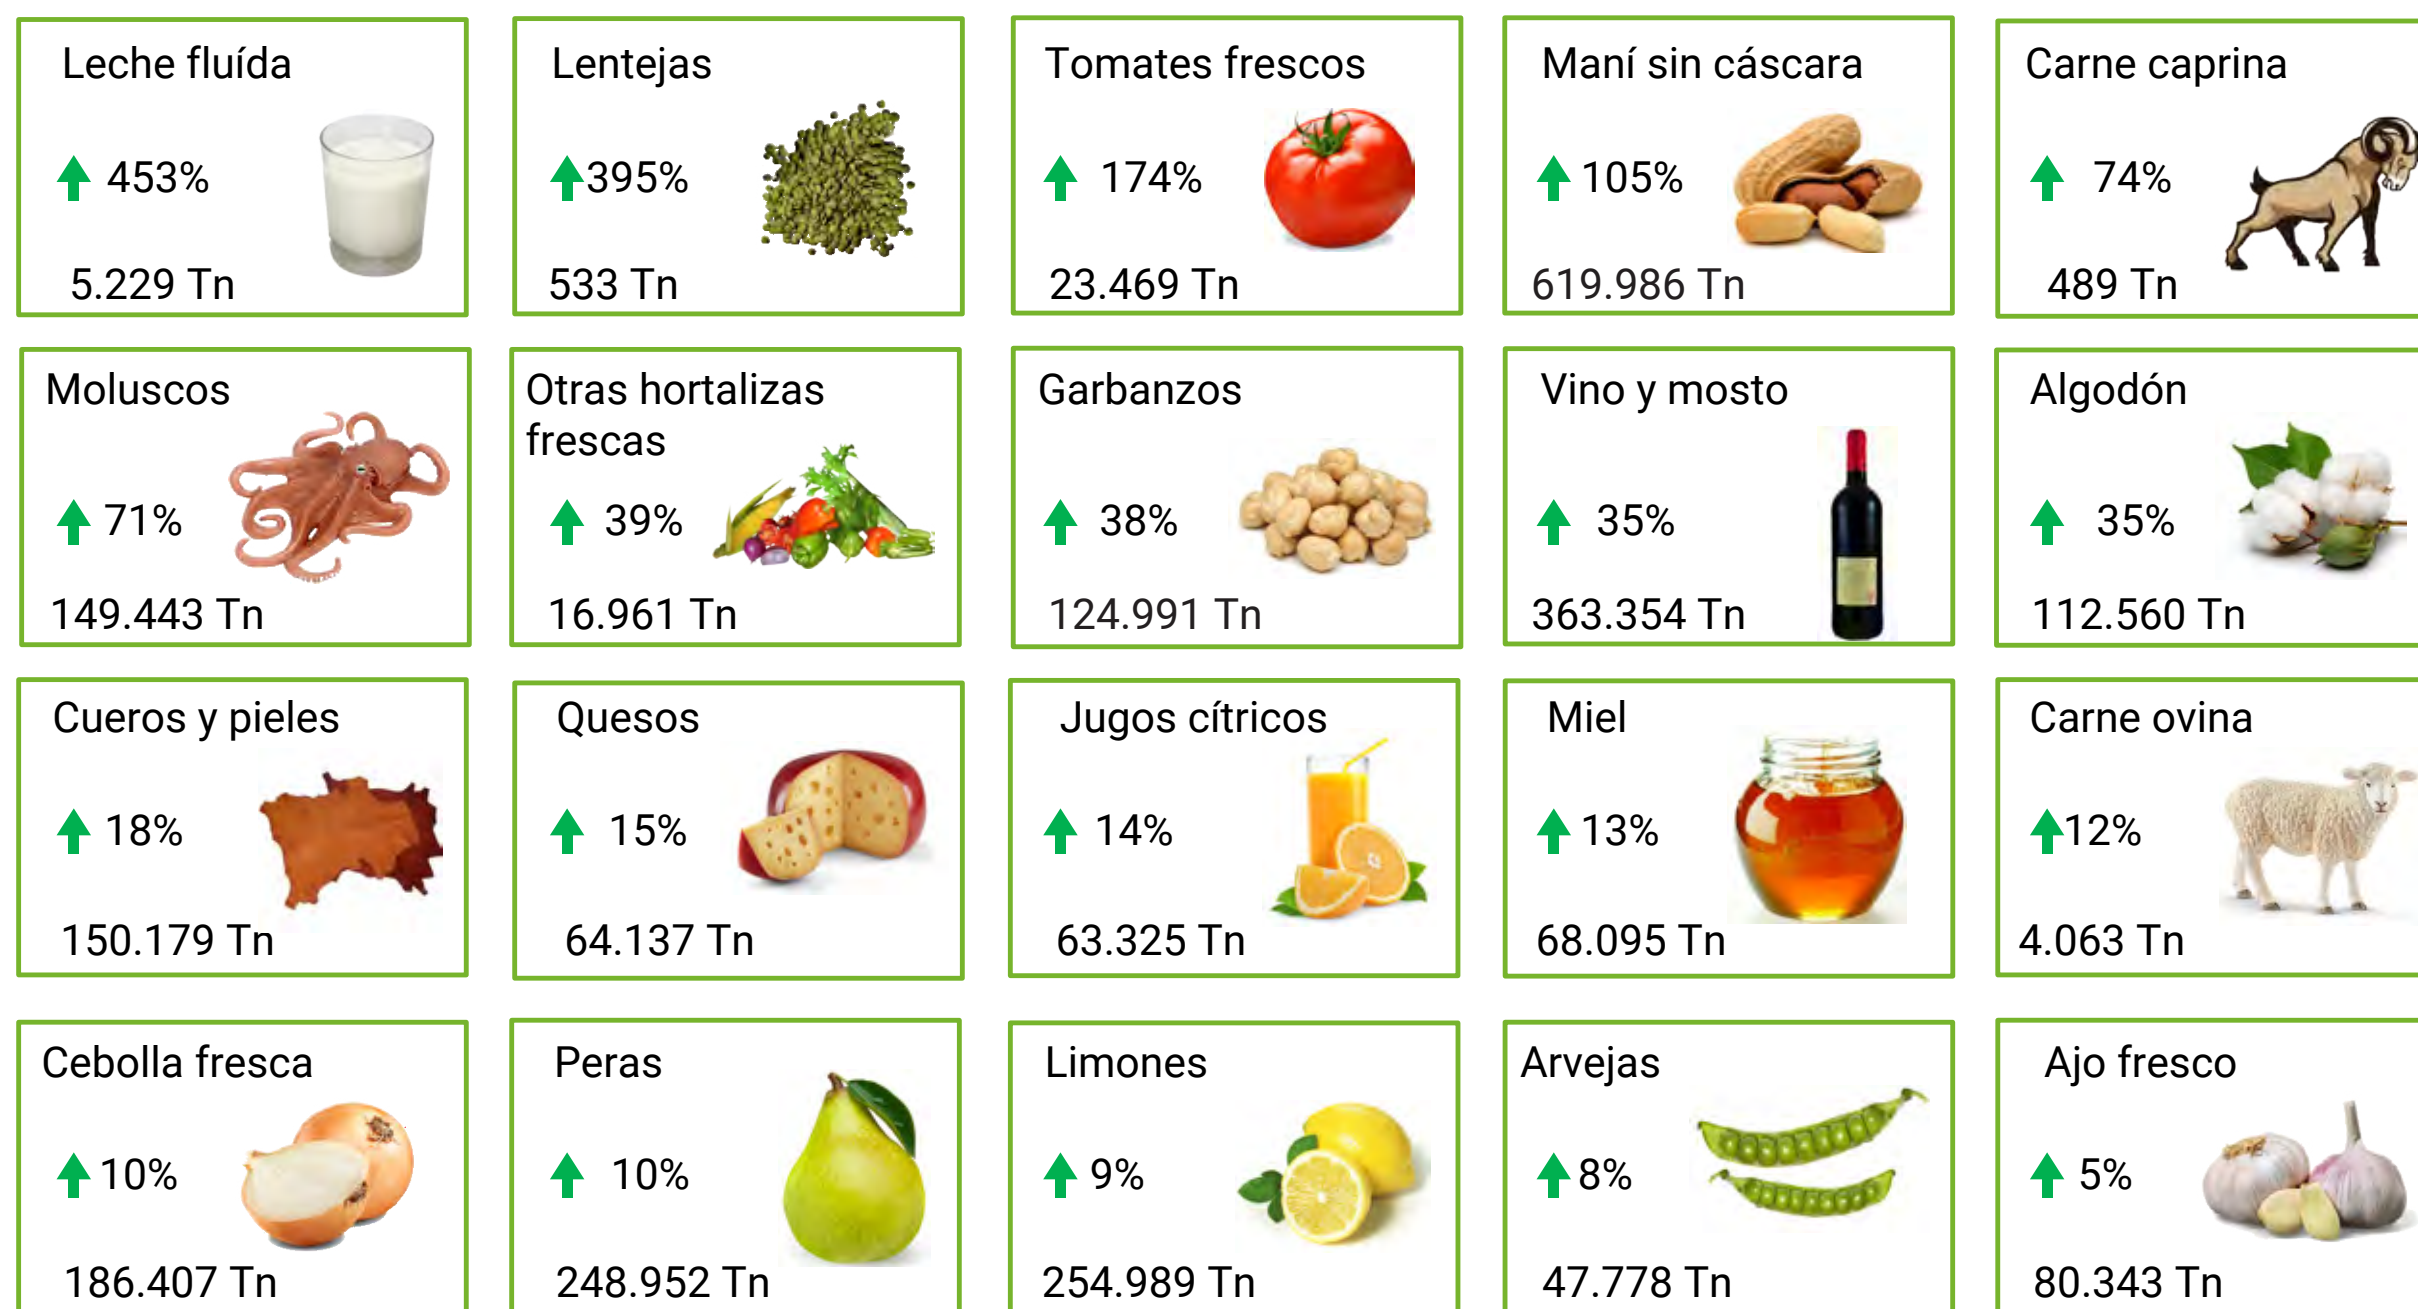 Leche fluída
453%
5.229 Tn
Lentejas
395%
533 Tn
Tomates frescos
174%
23.469 Tn
Maní sin cáscara
105%
619.986 Tn
Carne caprina
74%
489 Tn
Moluscos
71%
149.443 Tn
Otras hortalizas
frescas
39%
16.961 Tn
Garbanzos
38%
124.991 Tn
Vino y mosto
35%
363.354 Tn
Algodón
35%
112.560 Tn
Cueros y pieles
18%
150.179 Tn
Quesos
15%
64.137 Tn
Jugos cítricos
14%
63.325 Tn
Miel
13%
68.095 Tn
Carne ovina
12%
4.063 Tn
Cebolla fresca
10%
186.407 Tn
Peras
10%
248.952 Tn
Limones
9%
254.989 Tn
Arvejas
8%
47.778 Tn
Ajo fresco
5%
80.343 Tn